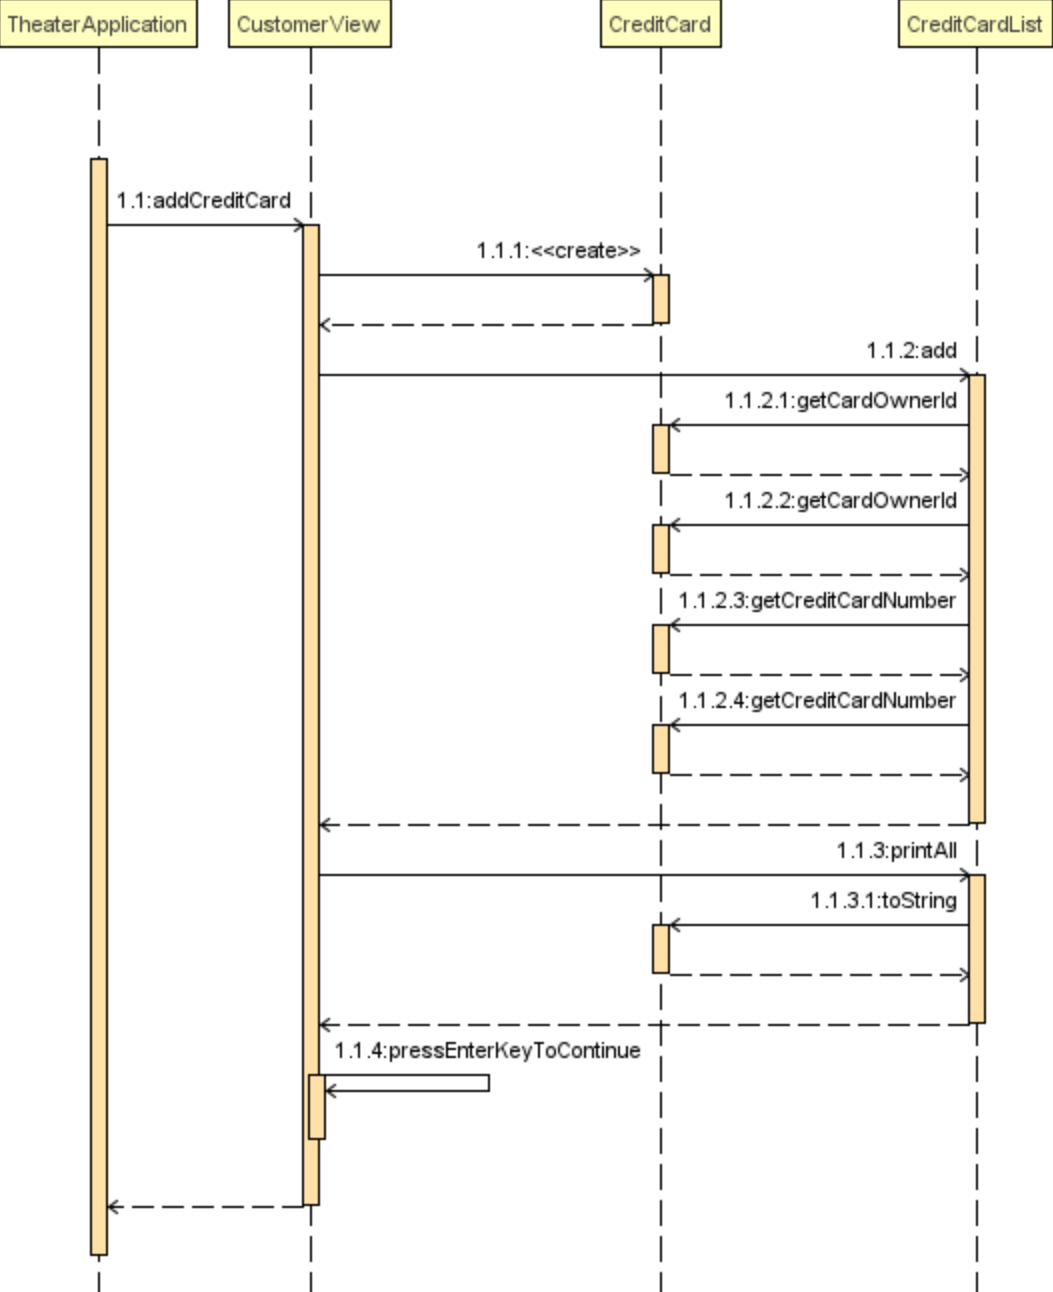 TheaterApplication
CustomerView
CreditCard
CreditCardList
1.1:addCreditCard
1.1.1:<<create>>
1.1.2:add
1.1.2.1:getCardOwnerId
1.1.2.2:getCardOwnerId
1.1.2.3:getCreditCardNumber
1.1.2.4:getCreditCardNumber
1.1.3:printAll
1.1.3.1:toString
1.1.4:pressEnterKeyToContinue